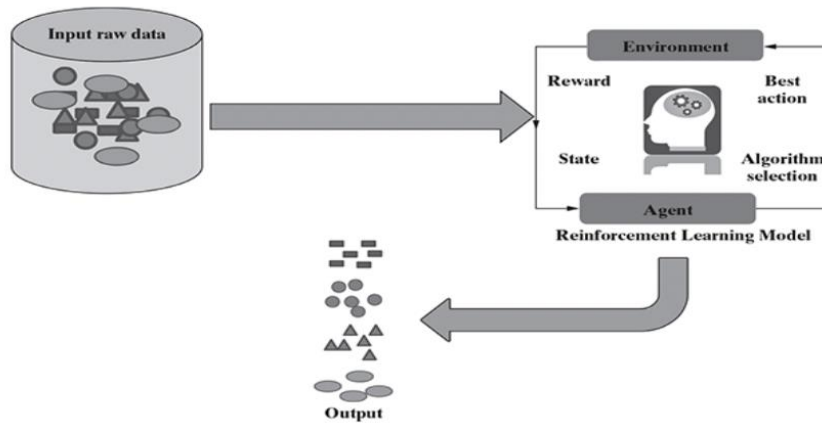 Input raw data
Environment
Reward
Best
action
State
Algorithm
selection
Agent
Reinforcement Learning Model
Output